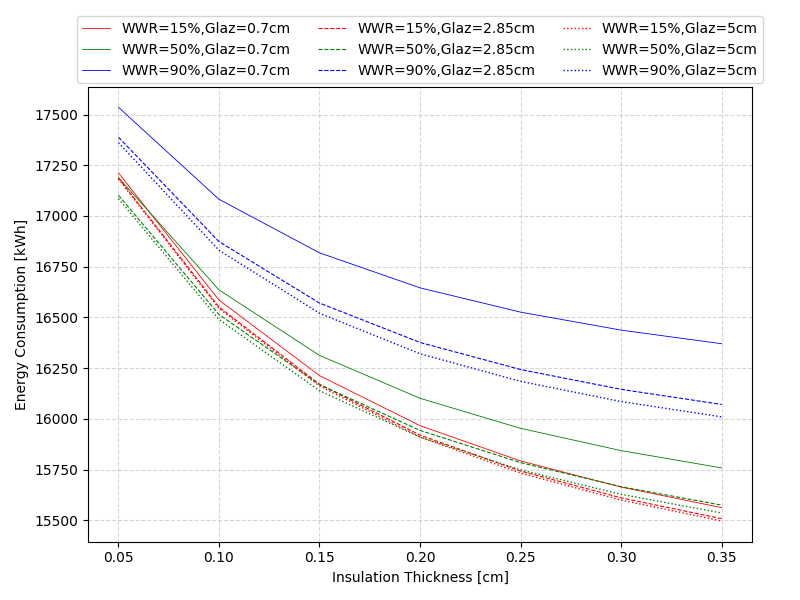 WWR=15%,Glaz=0.7cm WWR=15%,Glaz=2.85cm WWR=15%,Glaz=5cm
WWR=50%,Glaz=0.7cm WWR=50%,Glaz=2.85cm WWR=50%,Glaz=5cm
WWR=90%,Glaz=0.7cm WWR=90%,Glaz=2.85cm WWR=90%,Glaz=5cm
17500
17250
17000
16750
16500
16250
16000
15750
15500
Energy Consumption [kWh]
0.05 0.10 0.15 0.20 0.25 0.30 0.35
Insulation Thickness [cm]